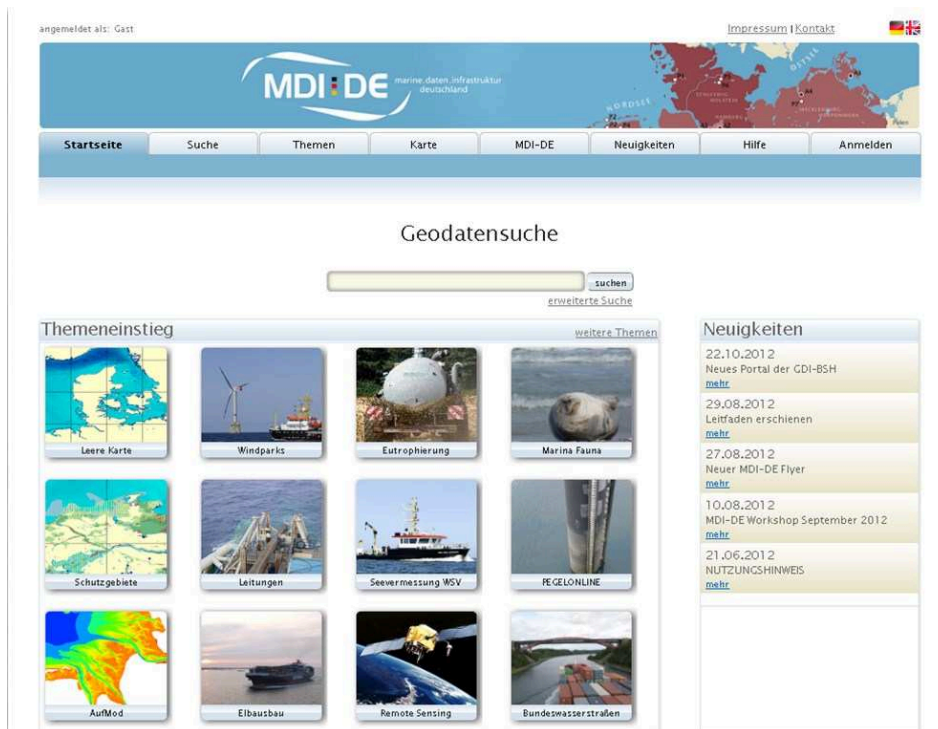 angemeldet als: Gast
Impressum | Kontakt
MDI DE marine.daten.infrastruktur
deutschland
NORDSEE
OSTSEE
Startseite Suche Themen Karte MDI-DE Neuigkeiten Hilfe Anmelden
Geodatensuche
suchen
erweiterte Suche
Themeneinstieg
weitere Themen
Leere Karte Windparks Eutrophierung Marina Fauna
Schutzgebiete Leitungen Seevermessung WSV PEGELONLINE
AufMod Elbausbau Remote Sensing Bundeswasserstraßen
Neuigkeiten
22.10.2012
Neues Portal der GDI-BSH
mehr
29.08.2012
Leitfaden erschienen
mehr
27.08.2012
Neuer MDI-DE Flyer
mehr
10.08.2012
MDI-DE Workshop September 2012
mehr
21.06.2012
NUTZUNGSHINWEIS
mehr